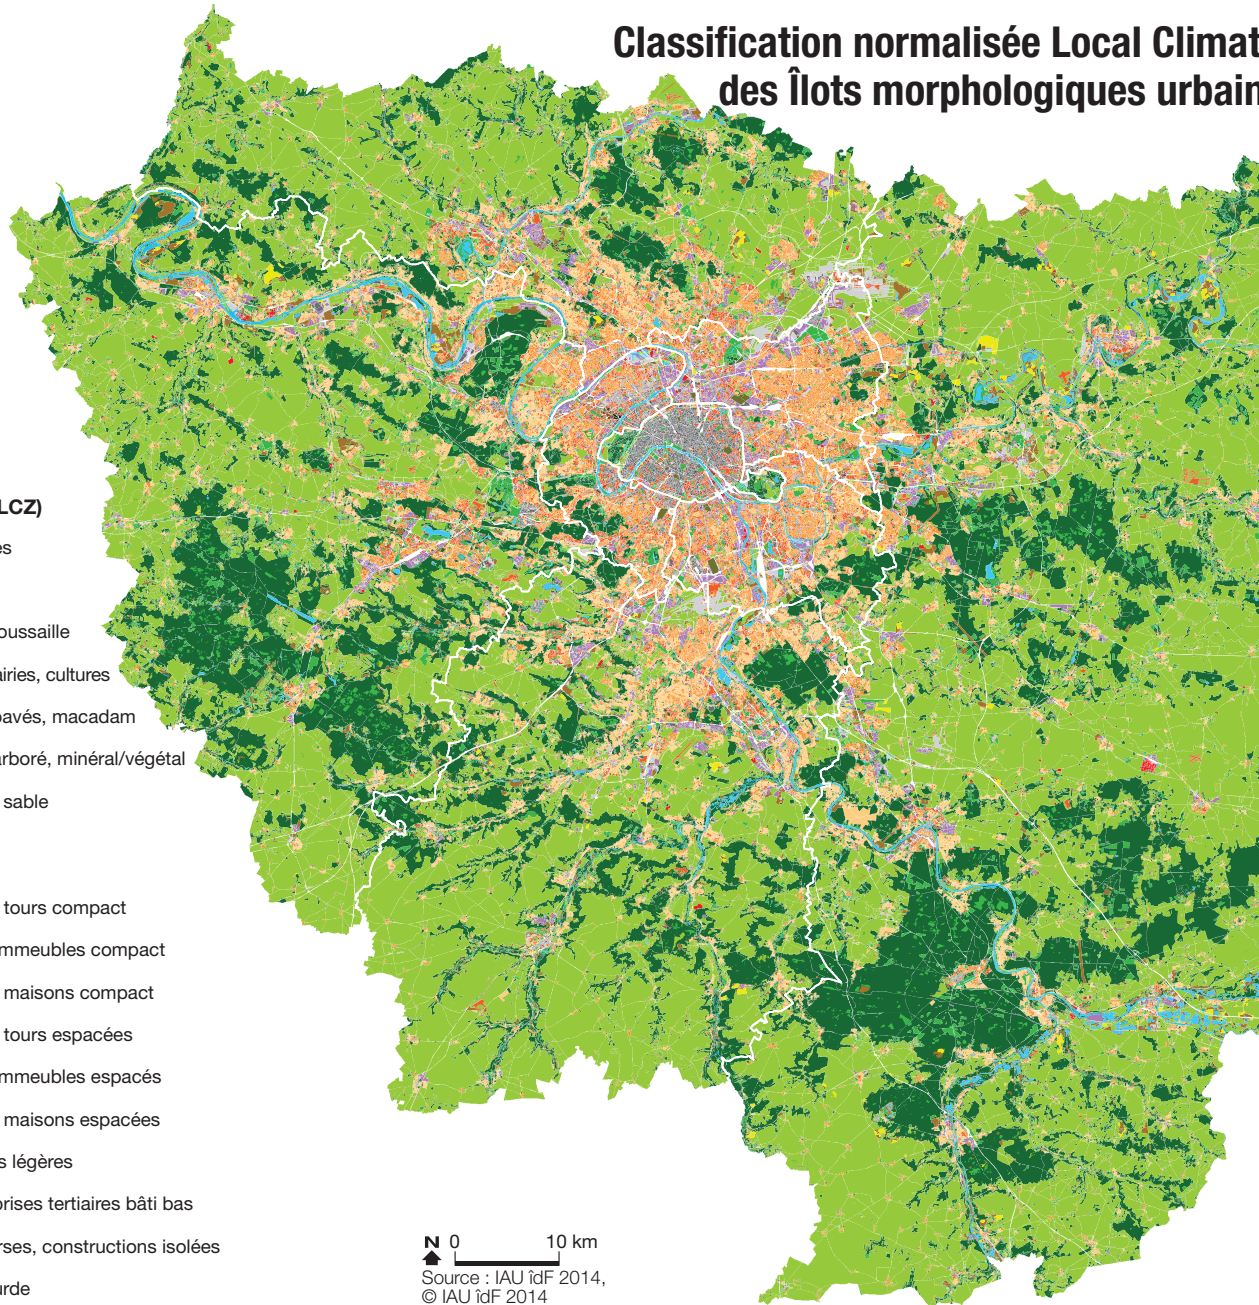 Classification normalisée Local Climat
des Îlots morphologiques urbain
LCZ)
es
oussaille
airies, cultures
pavés, macadam
arboré, minéral/végétal
sable
tours compact
mmeubles compact
maisons compact
tours espacées
mmeubles espacés
maisons espacées
s légères
prises tertiaires bâti bas
rses, constructions isolées
urde
N 0 10 km
Source : IAU îdF 2014,
© IAU îdF 2014